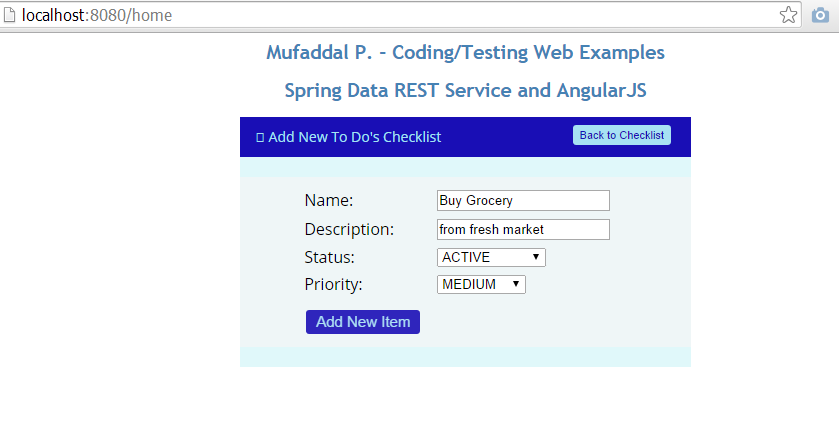 localhost:8080/home
Mufaddal P. - Coding/Testing Web Examples
Spring Data REST Service and AngularJS
Add New To Do's Checklist Back to Checklist
Name: Buy Grocery
Description: from fresh market
Status: ACTIVE
Priority: MEDIUM
Add New Item